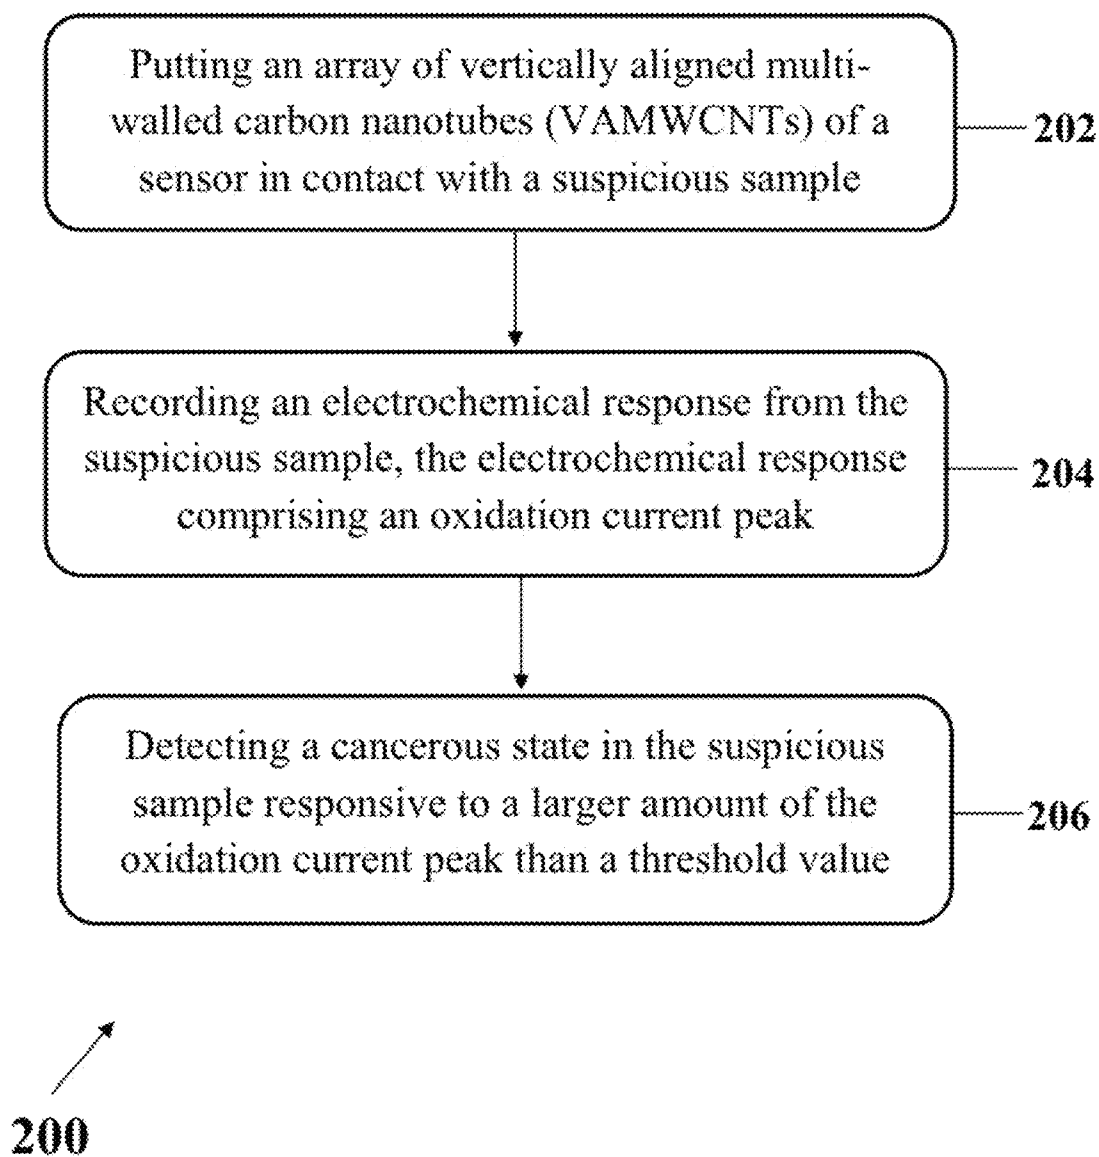 Putting an array of vertically aligned multi-
walled carbon nanotubes (VAMWCNTs) of a
sensor in contact with a suspicious sample
202
Recording an electrochemical response from the
suspicious sample, the electrochemical response
comprising an oxidation current peak
204
Detecting a cancerous state in the suspicious
sample responsive to a larger amount of the
oxidation current peak than a threshold value
206
200